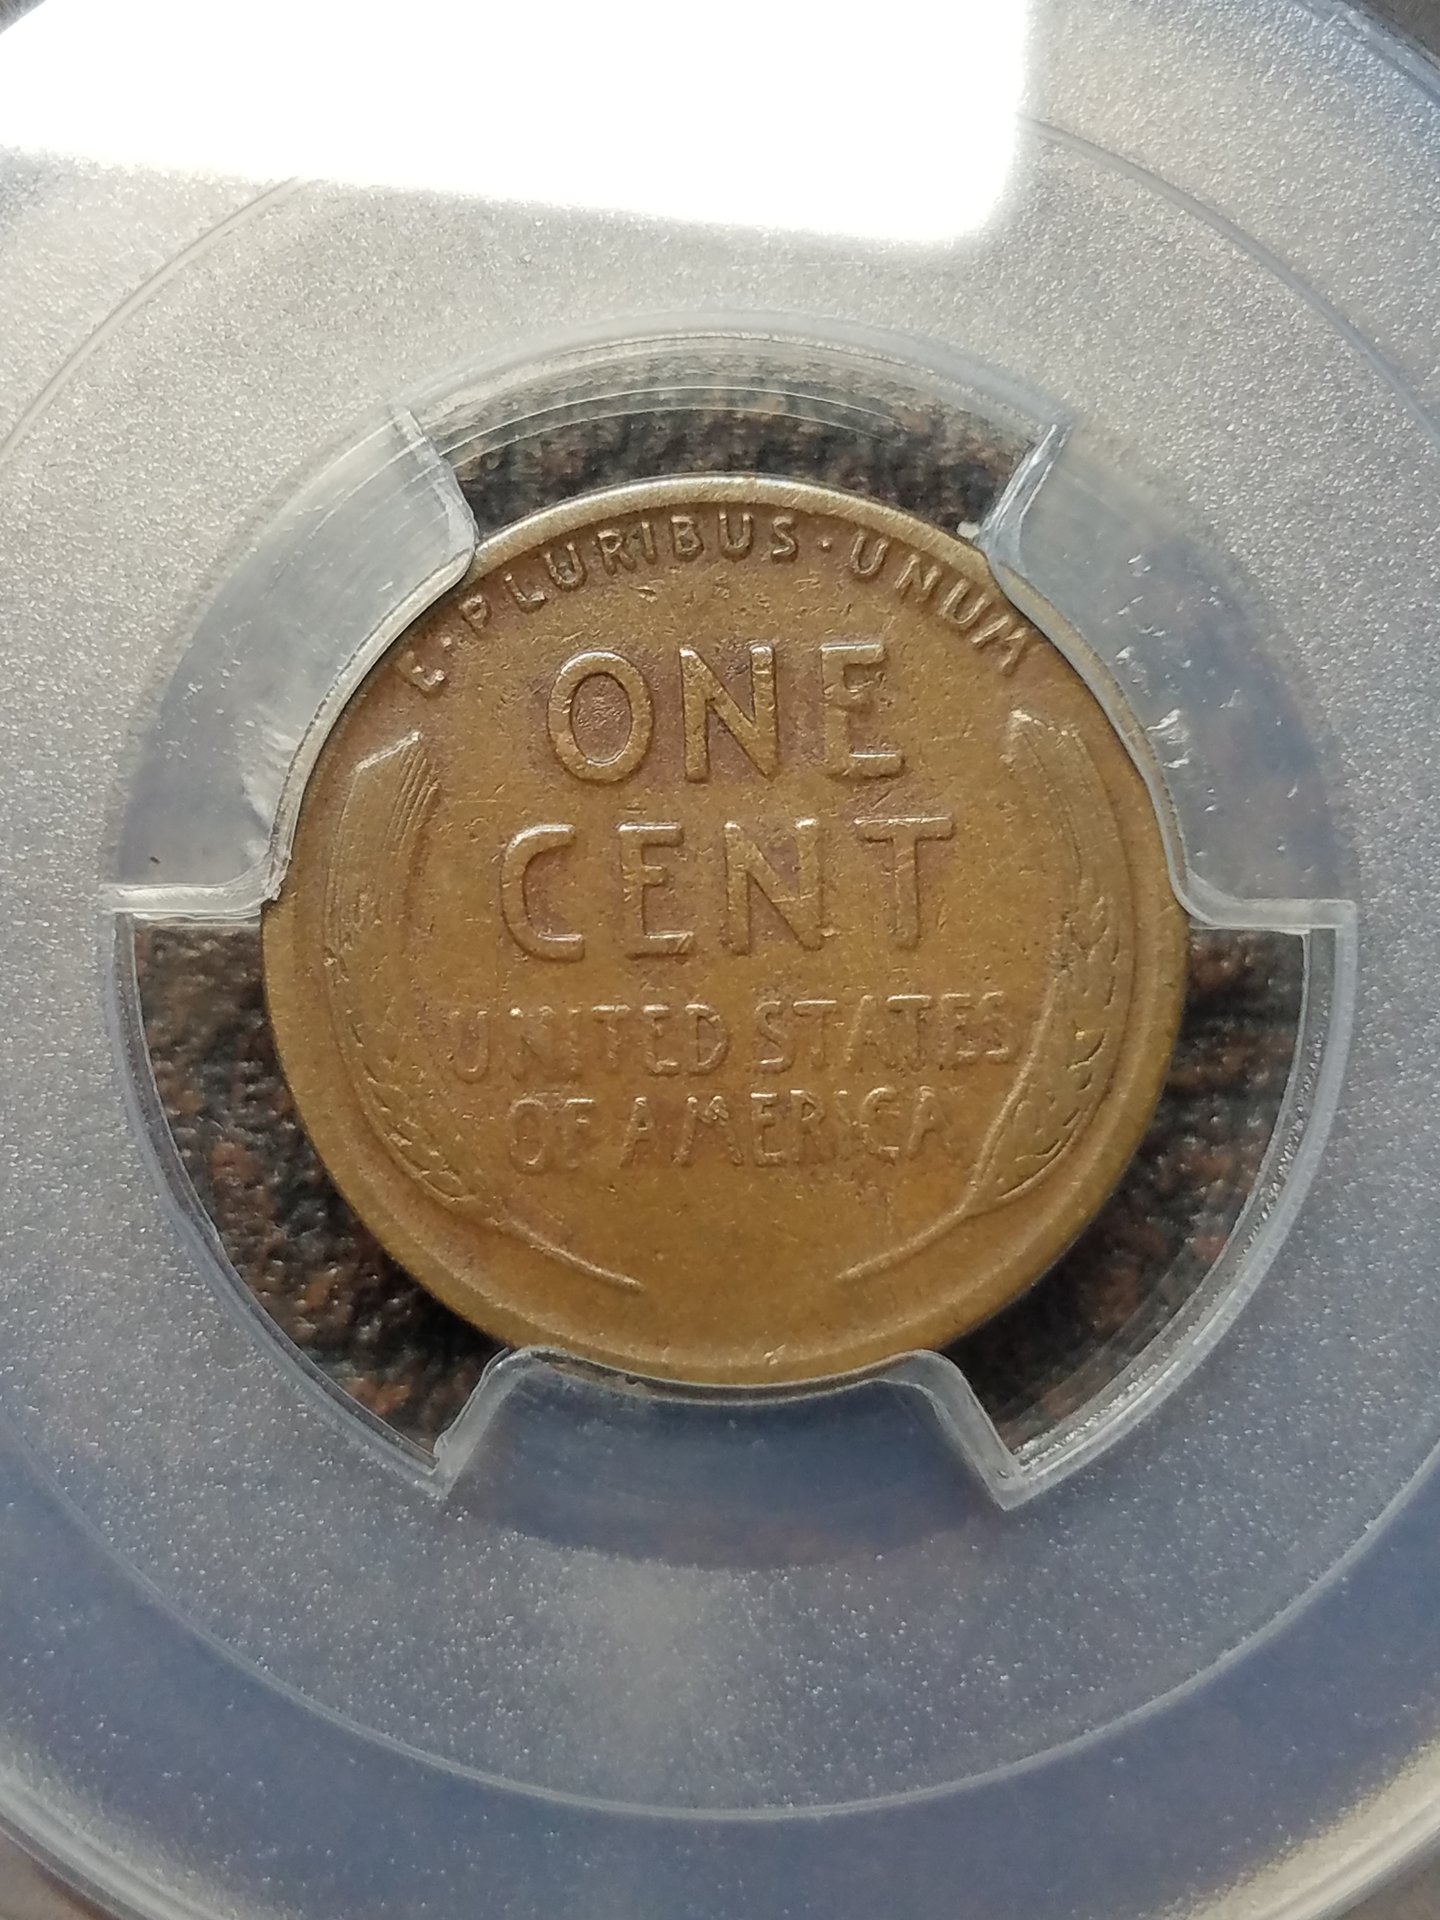 E·PLURIBUS·UNUM
ONE
CENT
UNITED STATES
OF AMERICA